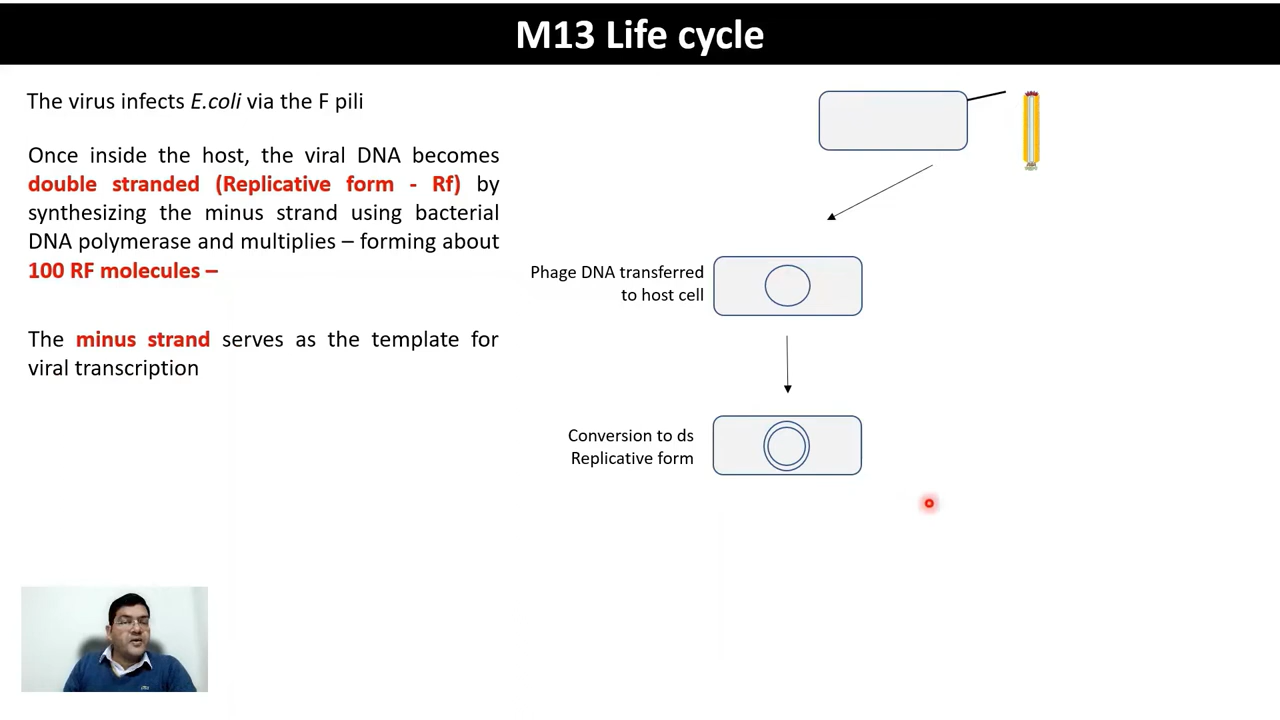 M13 Life cycle
The virus infects E.coli via the F pili
Once inside the host, the viral DNA becomes
double stranded (Replicative form - Rf) by
synthesizing the minus strand using bacterial
DNA polymerase and multiplies – forming about
100 RF molecules –
The minus strand serves as the template for
viral transcription
Phage DNA transferred
to host cell
Conversion to ds
Replicative form